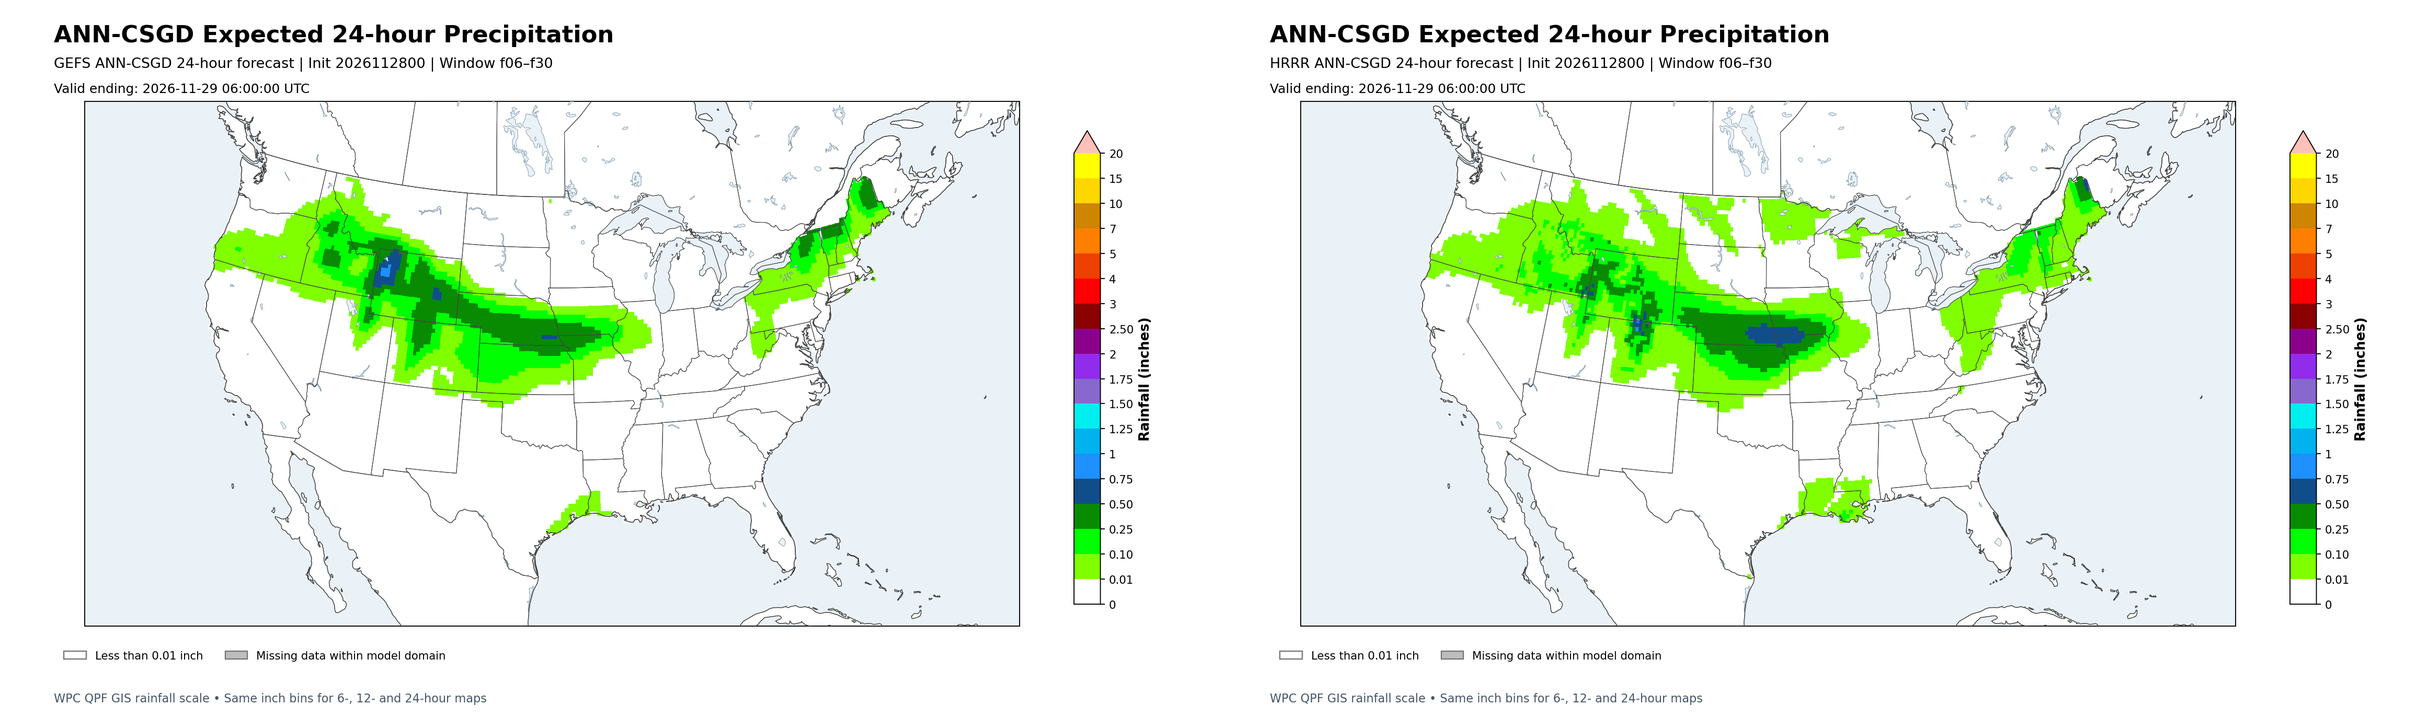 ANN-CSGD Expected 24-hour Precipitation
GEFS ANN-CSGD 24-hour forecast | Init 2026112800 | Window f06–f30
Valid ending: 2026-11-29 06:00:00 UTC
20
15
10
7
5
4
3
2.50
2
1.75
1.50
1.25
1
0.75
0.50
0.25
0.10
0.01
0
Rainfall (inches)
Less than 0.01 inch
Missing data within model domain
WPC QPF GIS rainfall scale • Same inch bins for 6-, 12- and 24-hour maps
ANN-CSGD Expected 24-hour Precipitation
HRRR ANN-CSGD 24-hour forecast | Init 2026112800 | Window f06–f30
Valid ending: 2026-11-29 06:00:00 UTC
20
15
10
7
5
4
3
2.50
2
1.75
1.50
1.25
1
0.75
0.50
0.25
0.10
0.01
0
Rainfall (inches)
Less than 0.01 inch
Missing data within model domain
WPC QPF GIS rainfall scale • Same inch bins for 6-, 12- and 24-hour maps